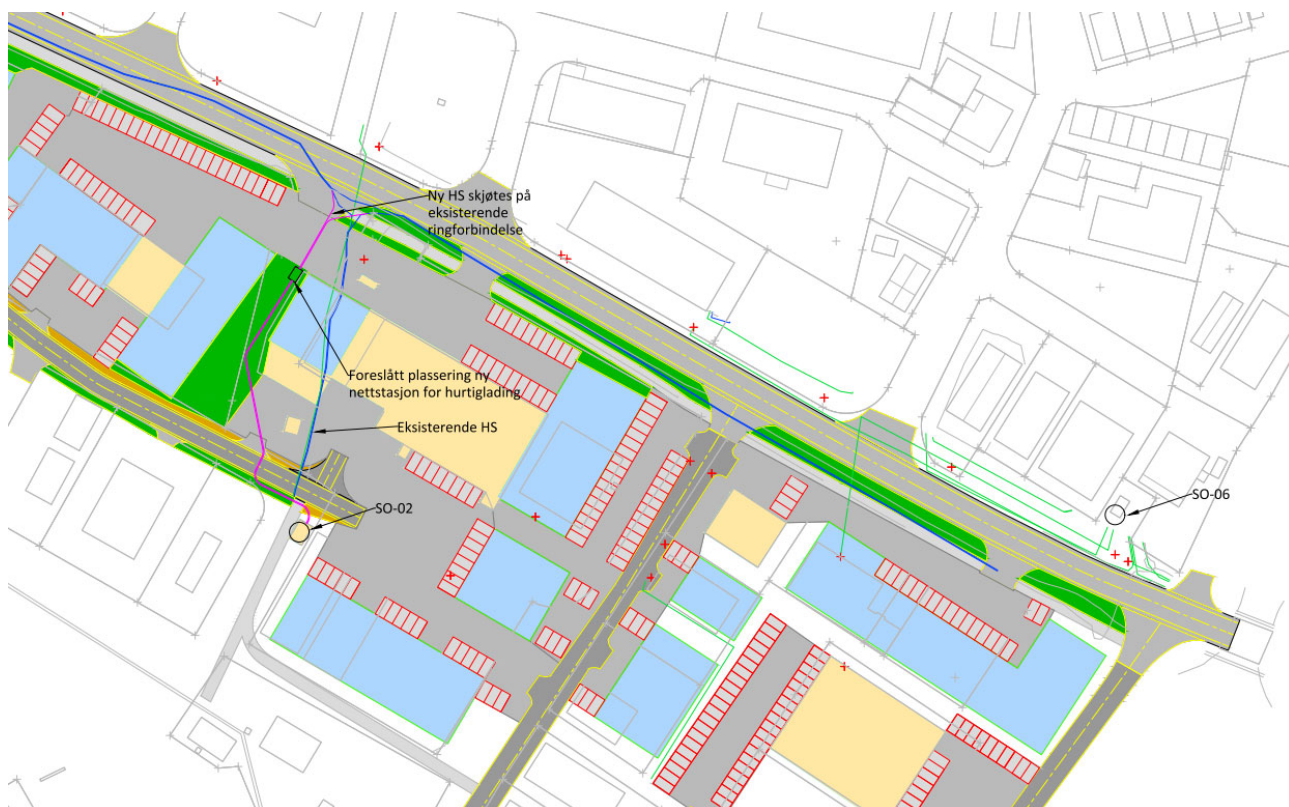 Ny HS skjøtes på
eksisterende
ringforbindelse
Foreslått plassering ny
nettstasjon for hurtiglading
Eksisterende HS
SO-02
SO-06